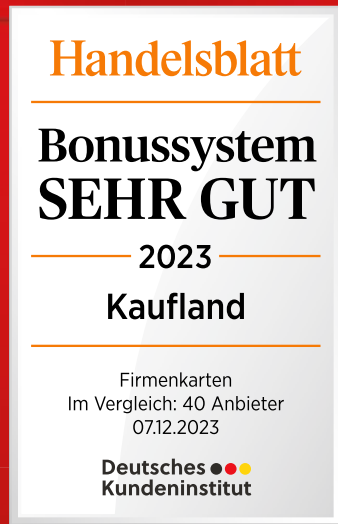 Handelsblatt
Bonussystem
SEHR GUT
2023
Kaufland
Firmenkarten
Im Vergleich: 40 Anbieter
07.12.2023
Deutsches
Kundeninstitut